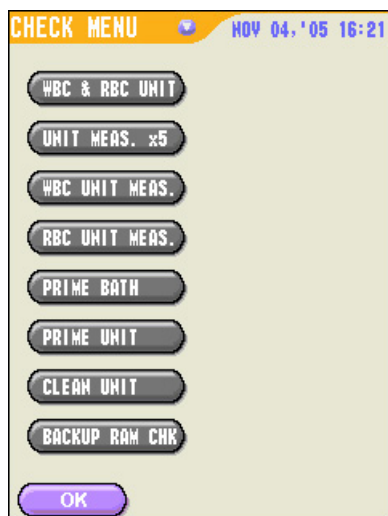 CHECK MENU NOV 04,'05 16:21
WBC & RBC UNIT
UNIT MEAS. x5
WBC UNIT MEAS.
RBC UNIT MEAS.
PRIME BATH
PRIME UNIT
CLEAN UNIT
BACKUP RAM CHK
OK